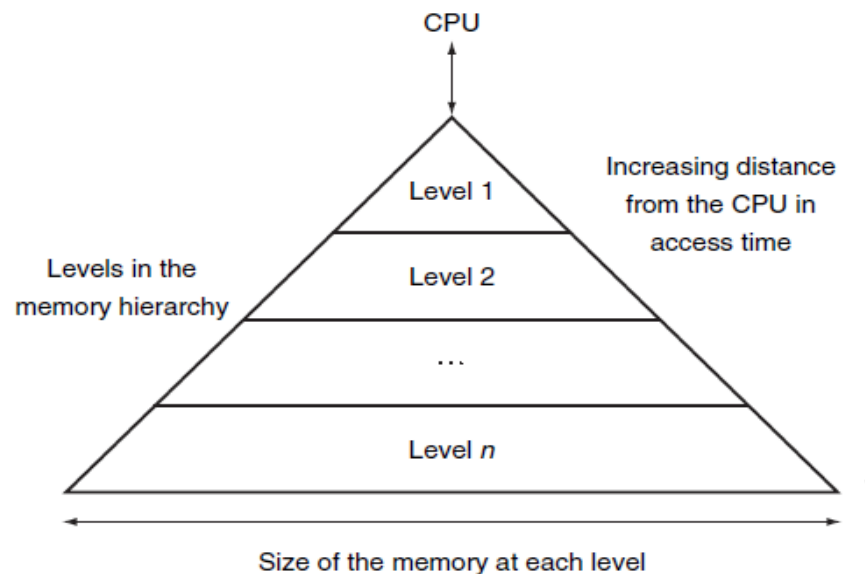 CPU
Level 1
Increasing distance
from the CPU in
access time
Levels in the
memory hierarchy
Level 2
...
Level n
Size of the memory at each level